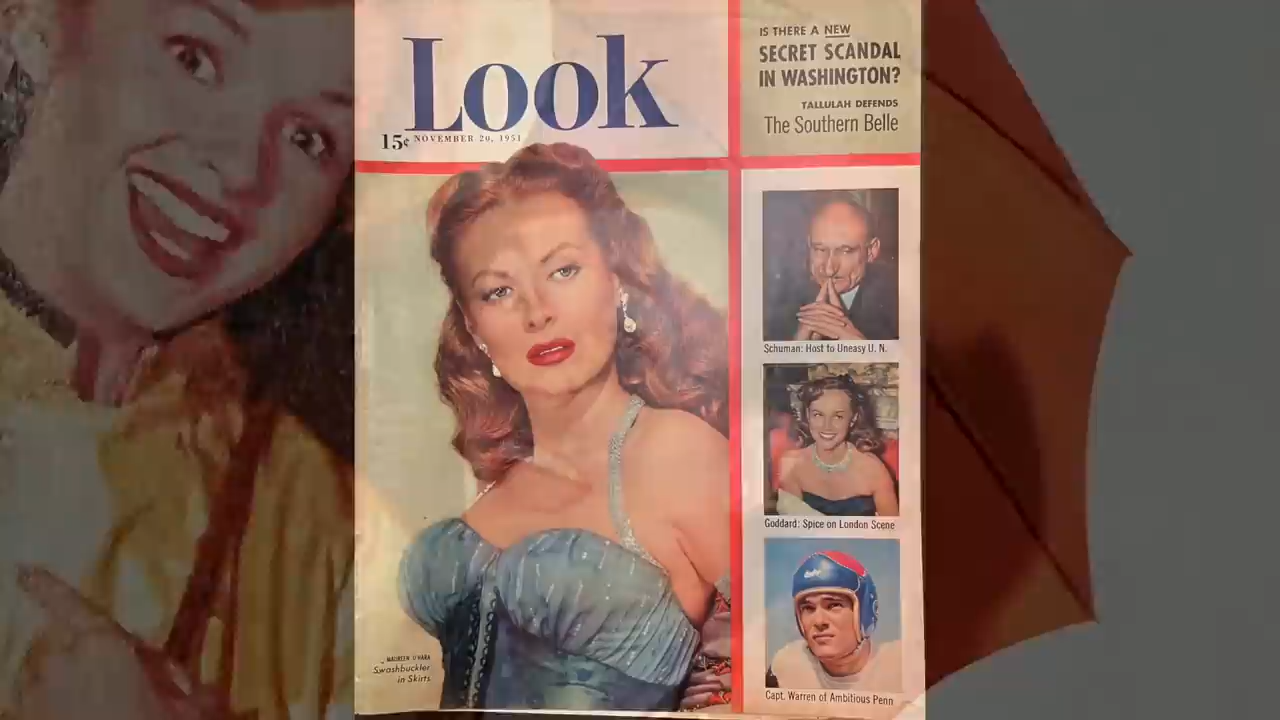 Look
15¢ NOVEMBER 20, 1951
IS THERE A NEW
SECRET SCANDAL
IN WASHINGTON?
TALLULAH DEFENDS
The Southern Belle
Schuman: Host to Uneasy U. N.
Goddard: Spice on London Scene
Capt. Warren of Ambitious Penn
MAUREEN O'HARA
Swashbuckler
in Skirts